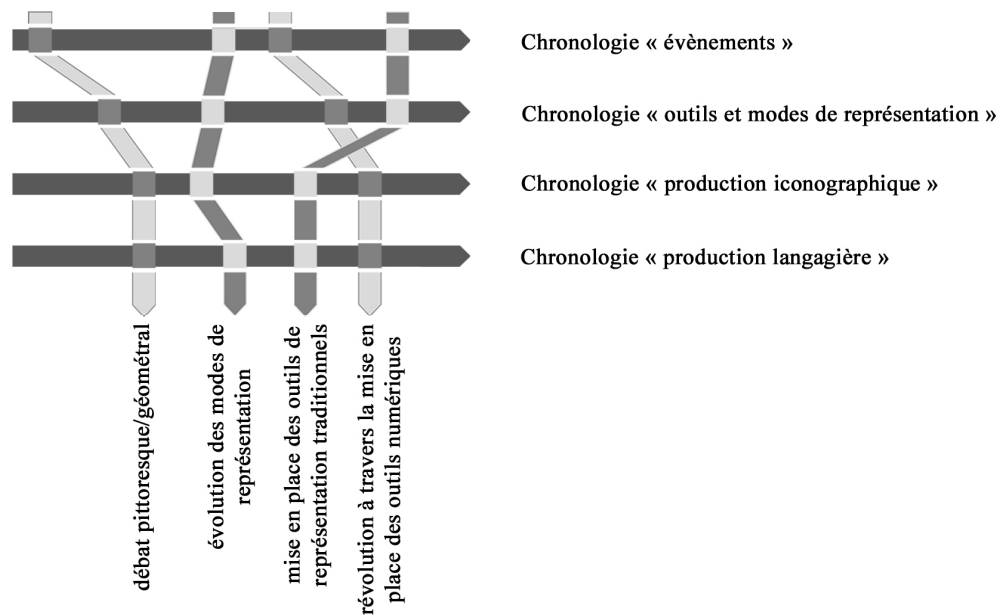 Chronologie « évènements »
Chronologie « outils et modes de représentation »
Chronologie « production iconographique »
Chronologie « production langagière »
débat pittoresque/géométral
évolution des modes de
représentation
mise en place des outils de
représentation traditionnels
révolution à travers la mise en
place des outils numériques